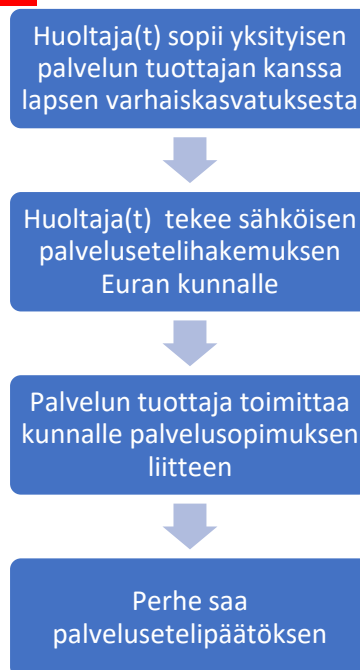 Huoltaja(t) sopii yksityisen
palvelun tuottajan kanssa
lapsen varhaiskasvatuksesta
Huoltaja(t) tekee sähköisen
palvelusetelihakemuksen
Euran kunnalle
Palvelun tuottaja toimittaa
kunnalle palvelusopimuksen
liitteen
Perhe saa
palvelusetelipäätöksen